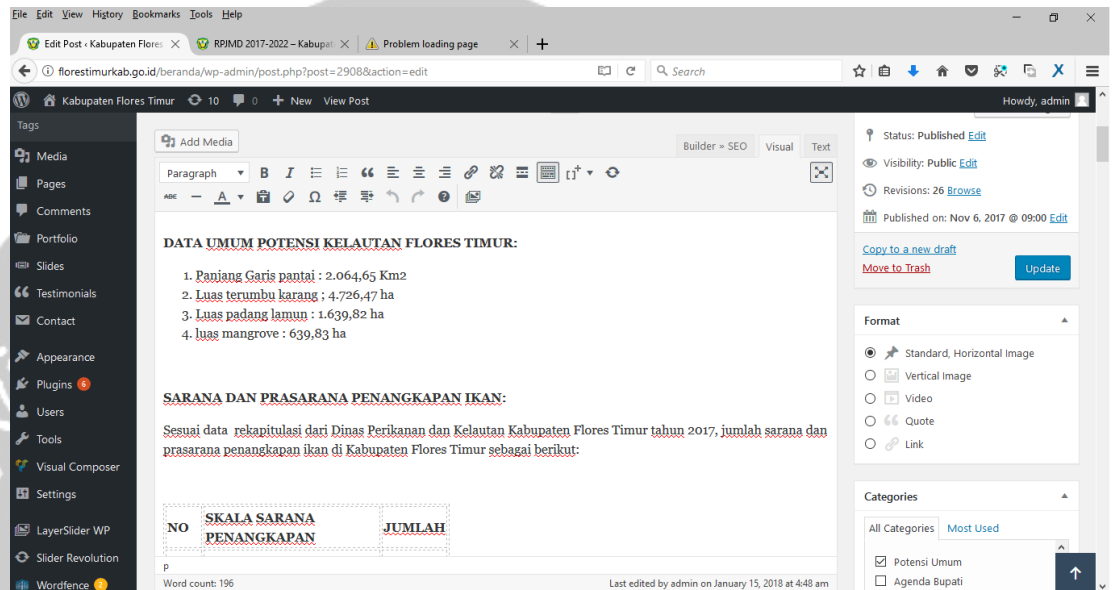 File Edit View History Bookmarks Tools Help
Edit Post ‹ Kabupaten Flores
RPJMD 2017-2022 – Kabupat
Problem loading page
florestimurkab.go.id/beranda/wp-admin/post.php?post=2908&action=edit
Search
Kabupaten Flores Timur 10 0 + New View Post
Howdy, admin
Tags
Media
Pages
Comments
Portfolio
Slides
Testimonials
Contact
Appearance
Plugins 6
Users
Tools
Visual Composer
Settings
LayerSlider WP
Slider Revolution
Wordfence 2
Add Media
Builder » SEO Visual Text
Paragraph
DATA UMUM POTENSI KELAUTAN FLORES TIMUR:
1. Panjang Garis pantai : 2.064,65 Km2
2. Luas terumbu karang ; 4.726,47 ha
3. Luas padang lamun : 1.639,82 ha
4. luas mangrove : 639,83 ha
SARANA DAN PRASARANA PENANGKAPAN IKAN:
Sesuai data rekapitulasi dari Dinas Perikanan dan Kelautan Kabupaten Flores Timur tahun 2017, jumlah sarana dan
prasarana penangkapan ikan di Kabupaten Flores Timur sebagai berikut:
NO SKALA SARANA PENANGKAPAN JUMLAH
p
Word count: 196
Last edited by admin on January 15, 2018 at 4:48 am
Status: Published Edit
Visibility: Public Edit
Revisions: 26 Browse
Published on: Nov 6, 2017 @ 09:00 Edit
Copy to a new draft
Move to Trash
Update
Format
Standard, Horizontal Image
Vertical Image
Video
Quote
Link
Categories
All Categories Most Used
Potensi Umum
Agenda Bupati